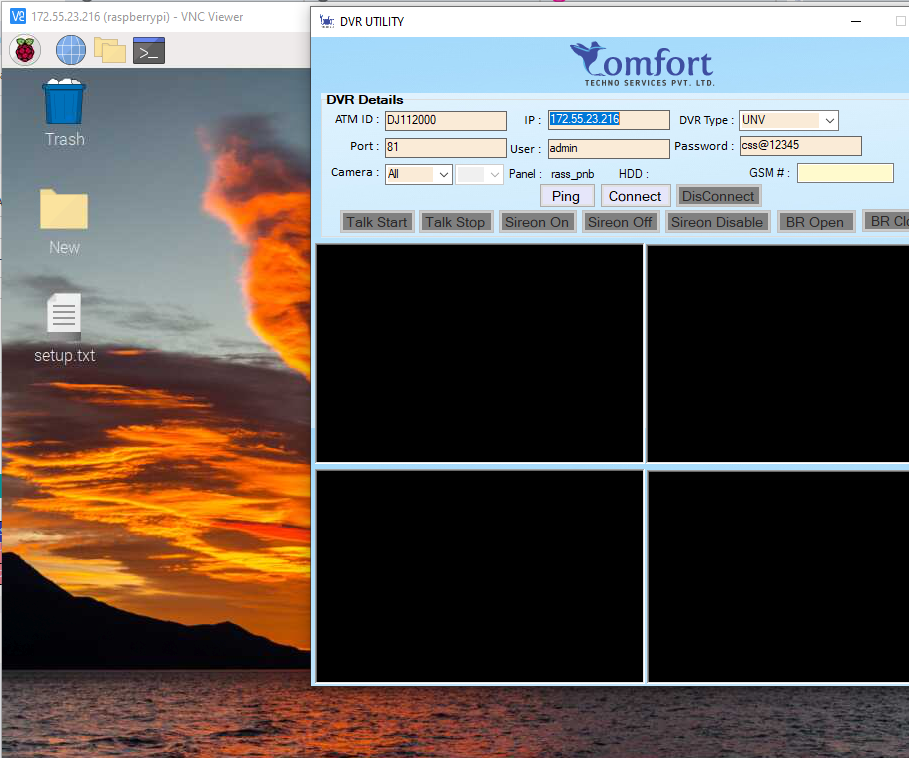 172.55.23.216 (raspberrypi) - VNC Viewer
Trash
New
setup.txt
DVR UTILITY
Comfort
TECHNO SERVICES PVT. LTD.
DVR Details
ATM ID : DJ112000 IP : 172.55.23.216 DVR Type : UNV
Port : 81 User : admin Password : css@12345
Camera : All Panel : rass_pnb HDD : GSM # :
Ping Connect DisConnect
Talk Start Talk Stop Sireon On Sireon Off Sireon Disable BR Open BR Clo